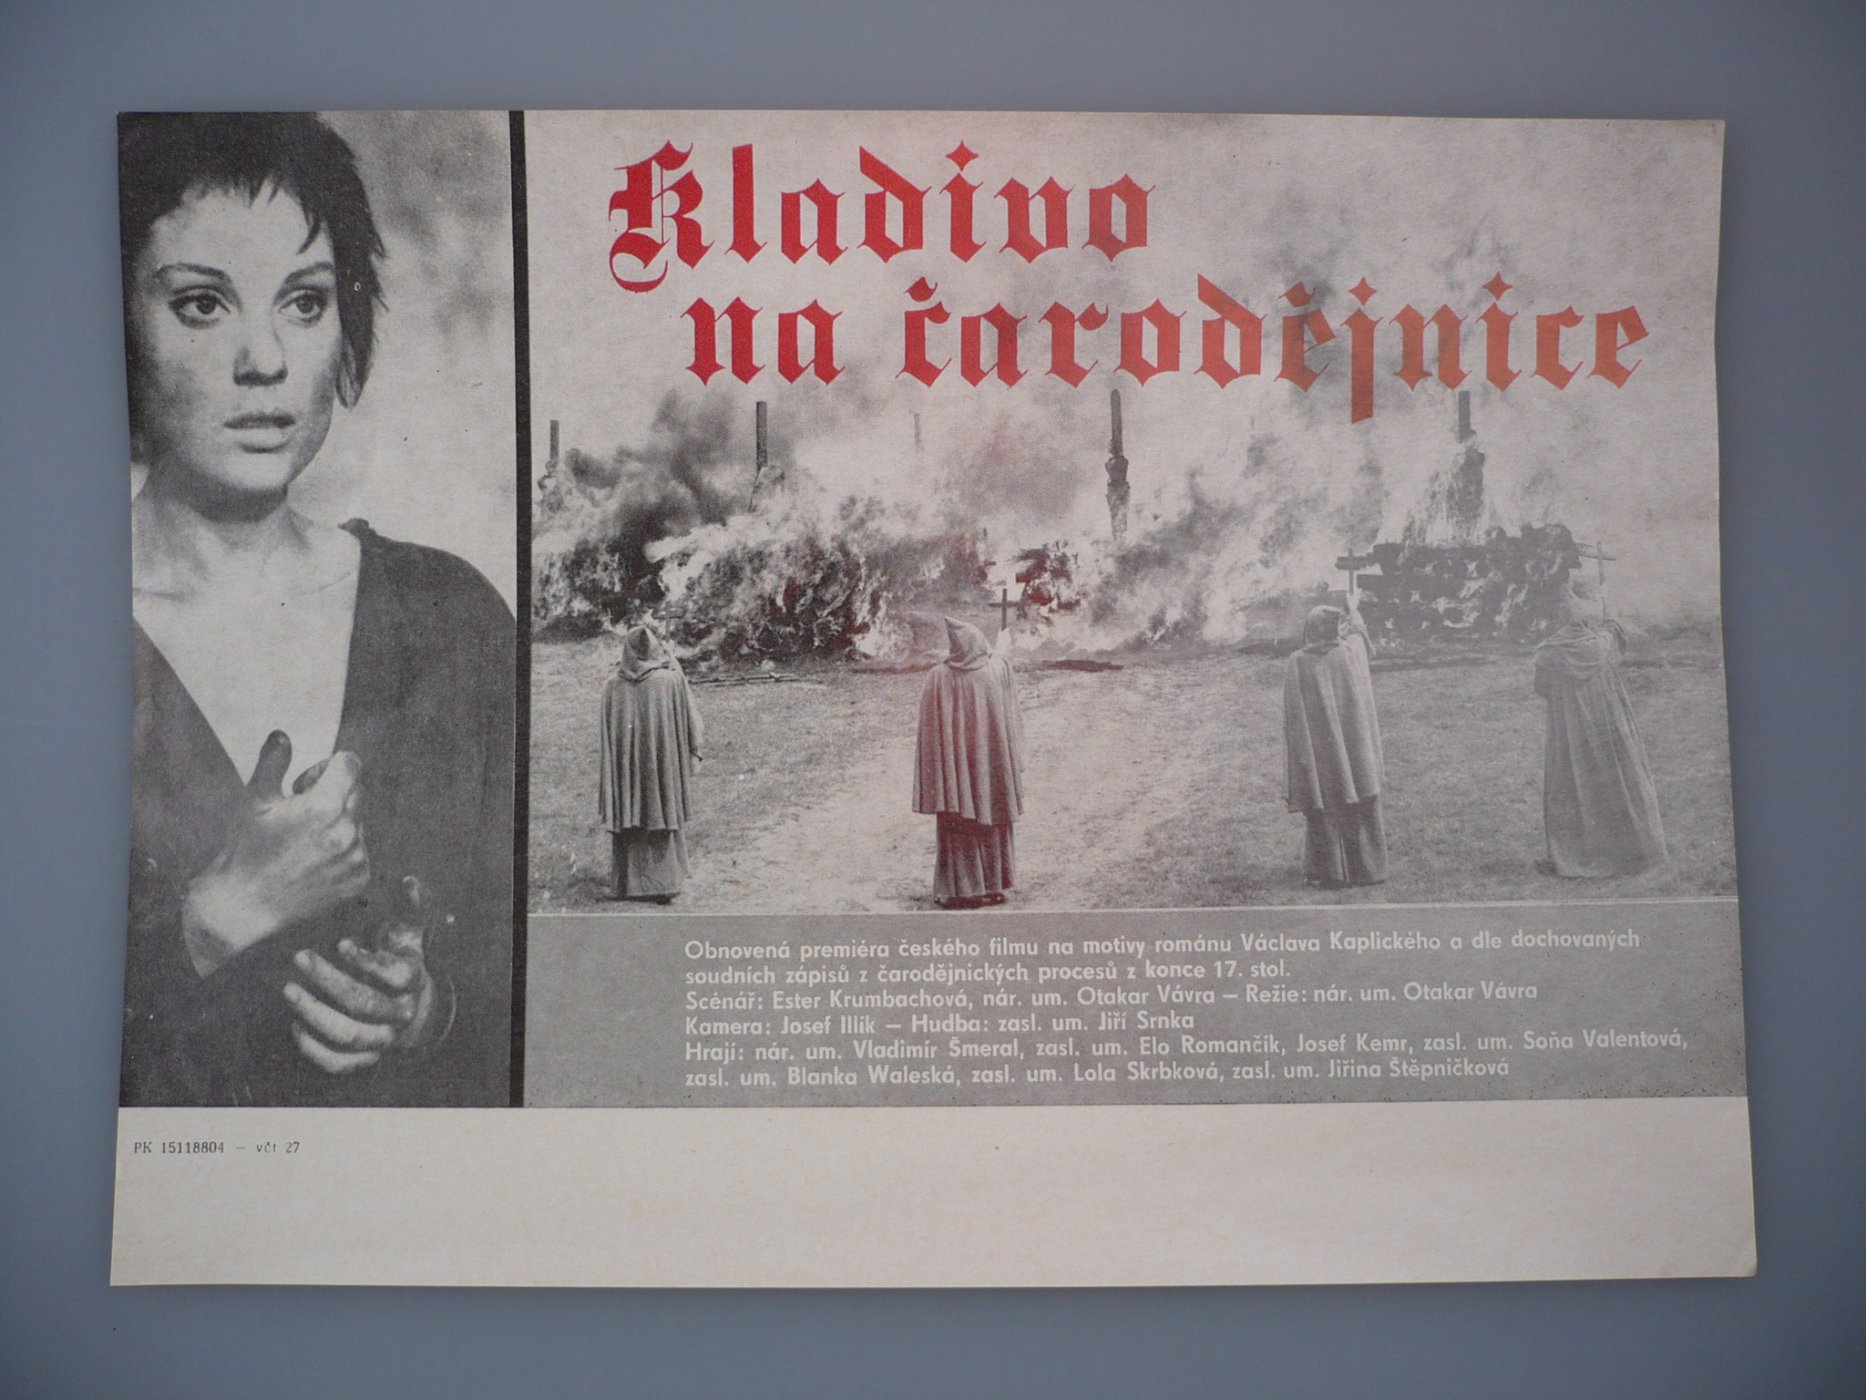 Kladivo
na čarodějnice
Obnovená premiéra českého filmu na motivy románu Václava Kaplického a dle dochovaných
soudních zápisů z čarodějnických procesů z konce 17. stol.
Scénář: Ester Krumbachová, nár. um. Otakar Vávra — Režie: nár. um. Otakar Vávra
Kamera: Josef Illík — Hudba: zasl. um. Jiří Srnka
Hrají: nár. um. Vladimír Šmeral, zasl. um. Elo Romančík, Josef Kemr, zasl. um. Soňa Valentová,
zasl. um. Blanka Waleská, zasl. um. Lola Skrbková, zasl. um. Jiřina Štěpničková
PK 15118804 — včt 27